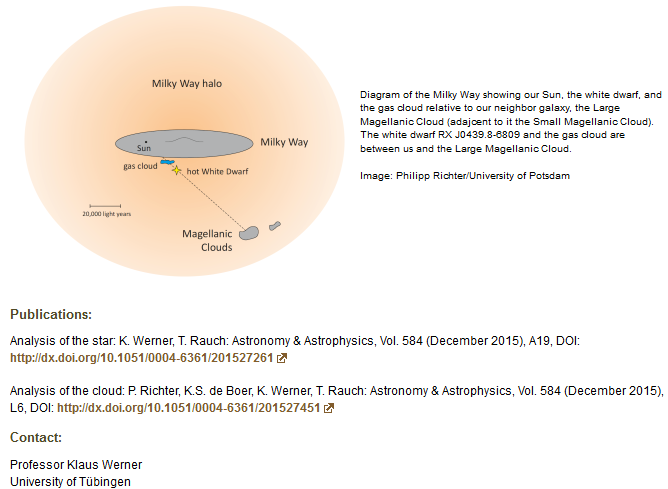 Milky Way halo
Milky Way
Sun
gas cloud
hot White Dwarf
20,000 light years
Magellanic
Clouds
Diagram of the Milky Way showing our Sun, the white dwarf, and
the gas cloud relative to our neighbor galaxy, the Large
Magellanic Cloud (adajcent to it the Small Magellanic Cloud).
The white dwarf RX J0439.8-6809 and the gas cloud are
between us and the Large Magellanic Cloud.
Image: Philipp Richter/University of Potsdam
Publications:
Analysis of the star: K. Werner, T. Rauch: Astronomy & Astrophysics, Vol. 584 (December 2015), A19, DOI:
http://dx.doi.org/10.1051/0004-6361/201527261
Analysis of the cloud: P. Richter, K.S. de Boer, K. Werner, T. Rauch: Astronomy & Astrophysics, Vol. 584 (December 2015),
L6, DOI: http://dx.doi.org/10.1051/0004-6361/201527451
Contact:
Professor Klaus Werner
University of Tübingen